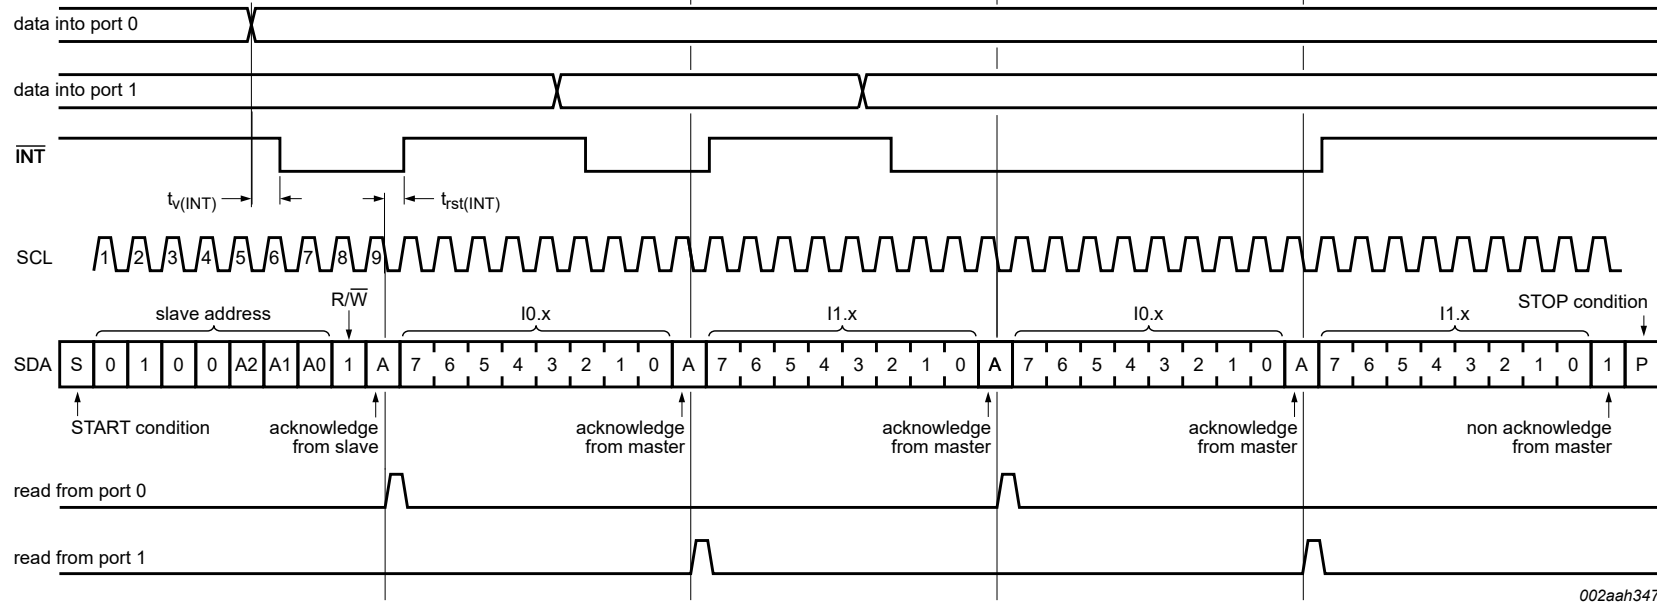 data into port 0
data into port 1
INT
tv(INT)
trst(INT)
SCL
1 2 3 4 5 6 7 8 9
R/W
STOP condition
slave address
I0.x
I1.x
I0.x
I1.x
SDA S 0 1 0 0 A2 A1 A0 1 A 7 6 5 4 3 2 1 0 A 7 6 5 4 3 2 1 0 A 7 6 5 4 3 2 1 0 A 7 6 5 4 3 2 1 0 1 P
START condition
acknowledge
from slave
acknowledge
from master
acknowledge
from master
acknowledge
from master
non acknowledge
from master
read from port 0
read from port 1
002aah347